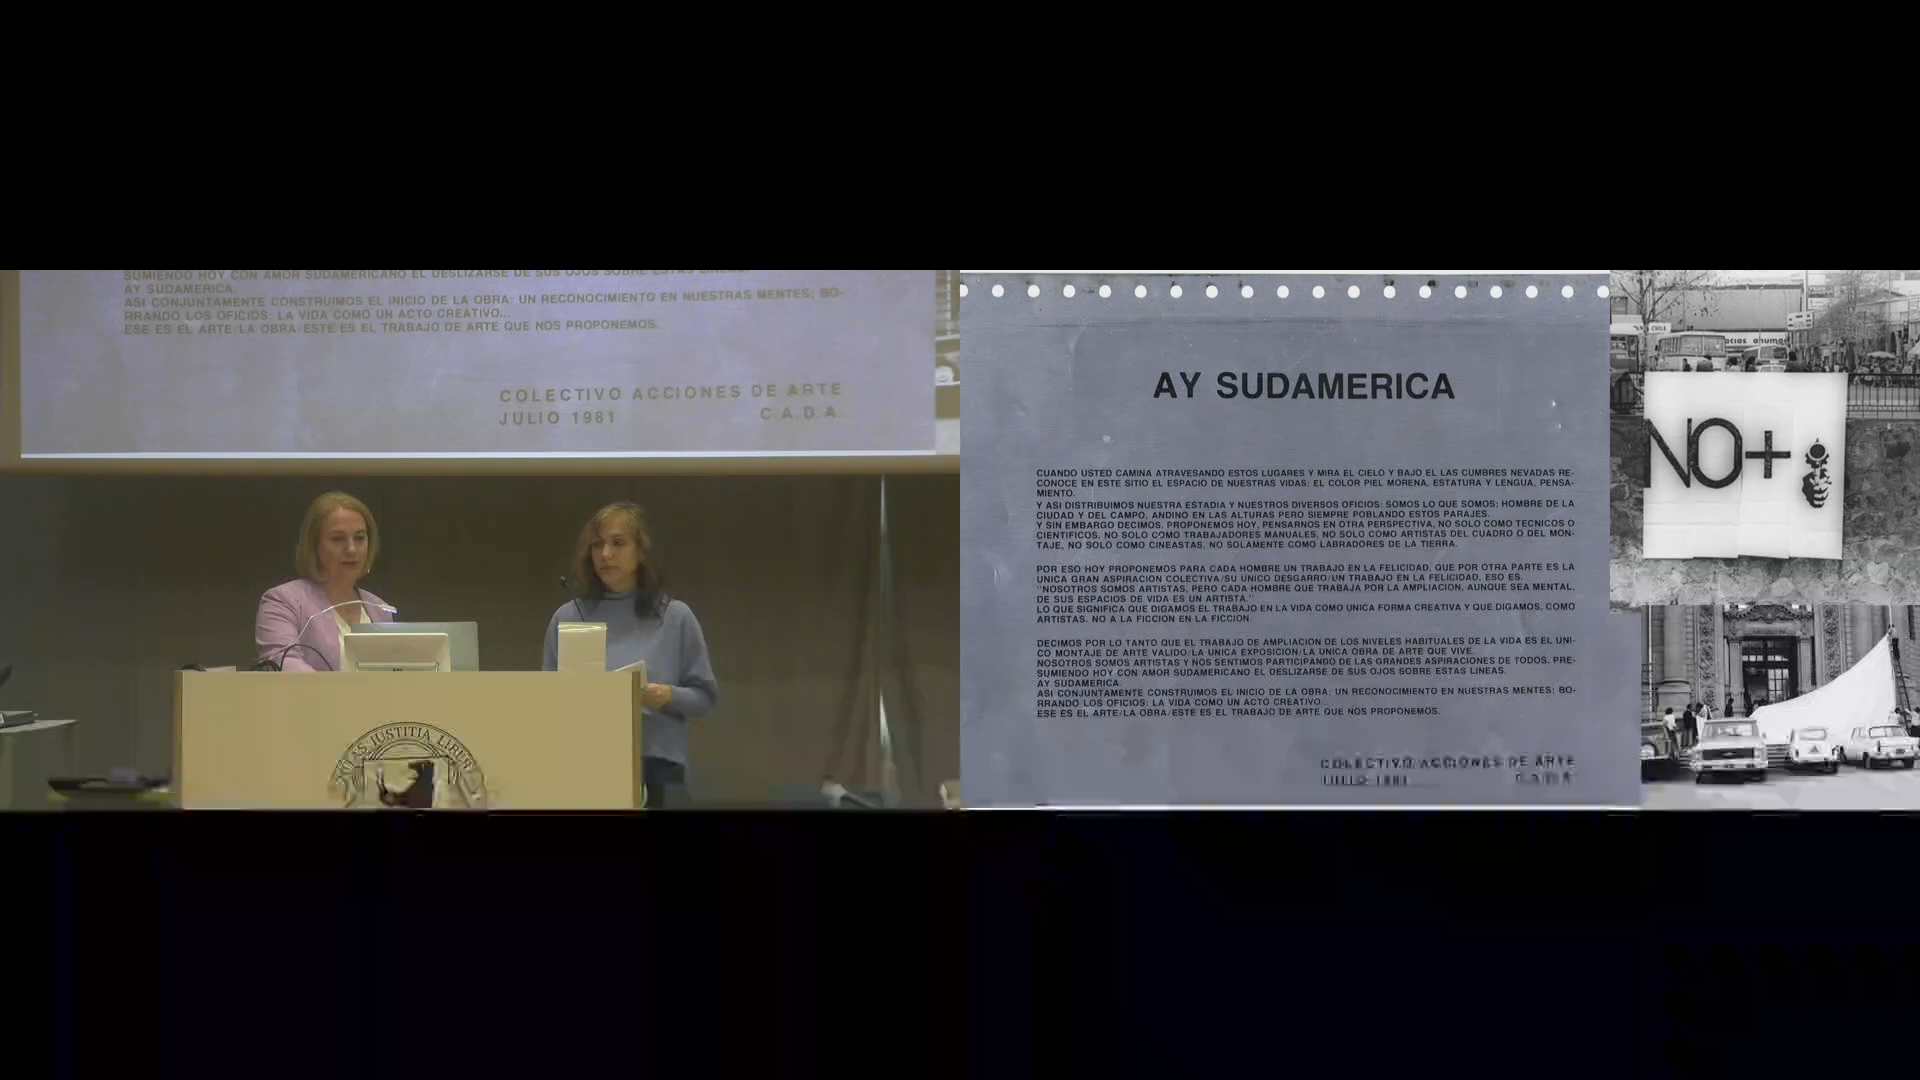 SUMIENDO HOY CON AMOR SUDAMERICANO EL DESLIZARSE DE SUS OJOS SOBRE ESTAS LINEAS.
AY SUDAMERICA
ASI CONJUNTAMENTE CONSTRUIMOS EL INICIO DE LA OBRA: UN RECONOCIMIENTO EN NUESTRAS MENTES; BO-
RRANDO LOS OFICIOS: LA VIDA COMO UN ACTO CREATIVO...
ESE ES EL ARTE/LA OBRA/ESTE ES EL TRABAJO DE ARTE QUE NOS PROPONEMOS.
COLECTIVO ACCIONES DE ARTE
JULIO 1981 C.A.D.A.
JUSTITIA
AY SUDAMERICA
CUANDO USTED CAMINA ATRAVESANDO ESTOS LUGARES Y MIRA EL CIELO Y BAJO EL LAS CUMBRES NEVADAS RE-
CONOCE EN ESTE SITIO EL ESPACIO DE NUESTRAS VIDAS: EL COLOR PIEL MORENA, ESTATURA Y LENGUA, PENSA-
MIENTO.
Y ASI DISTRIBUIMOS NUESTRA ESTADIA Y NUESTROS DIVERSOS OFICIOS: SOMOS LO QUE SOMOS; HOMBRE DE LA
CIUDAD Y DEL CAMPO, ANDINO EN LAS ALTURAS PERO SIEMPRE POBLANDO ESTOS PARAJES.
Y SIN EMBARGO DECIMOS, PROPONEMOS HOY, PENSARNOS EN OTRA PERSPECTIVA, NO SOLO COMO TECNICOS O
CIENTIFICOS, NO SOLO COMO TRABAJADORES MANUALES, NO SOLO COMO ARTISTAS DEL CUADRO O DEL MON-
TAJE, NO SOLO COMO CINEASTAS, NO SOLAMENTE COMO LABRADORES DE LA TIERRA.
POR ESO HOY PROPONEMOS PARA CADA HOMBRE UN TRABAJO EN LA FELICIDAD, QUE POR OTRA PARTE ES LA
UNICA GRAN ASPIRACION COLECTIVA/SU UNICO DESGARRO/UN TRABAJO EN LA FELICIDAD, ESO ES.
"NOSOTROS SOMOS ARTISTAS, PERO CADA HOMBRE QUE TRABAJA POR LA AMPLIACION, AUNQUE SEA MENTAL,
DE SUS ESPACIOS DE VIDA ES UN ARTISTA."
LO QUE SIGNIFICA QUE DIGAMOS EL TRABAJO EN LA VIDA COMO UNICA FORMA CREATIVA Y QUE DIGAMOS, COMO
ARTISTAS, NO A LA FICCION EN LA FICCION
DECIMOS POR LO TANTO QUE EL TRABAJO DE AMPLIACION DE LOS NIVELES HABITUALES DE LA VIDA ES EL UNI-
CO MONTAJE DE ARTE VALIDO/LA UNICA EXPOSICION/LA UNICA OBRA DE ARTE QUE VIVE.
NOSOTROS SOMOS ARTISTAS Y NOS SENTIMOS PARTICIPANDO DE LAS GRANDES ASPIRACIONES DE TODOS, PRE-
SUMIENDO HOY CON AMOR SUDAMERICANO EL DESLIZARSE DE SUS OJOS SOBRE ESTAS LINEAS.
AY SUDAMERICA.
ASI CONJUNTAMENTE CONSTRUIMOS EL INICIO DE LA OBRA: UN RECONOCIMIENTO EN NUESTRAS MENTES; BO-
RRANDO LOS OFICIOS: LA VIDA COMO UN ACTO CREATIVO...
ESE ES EL ARTE/LA OBRA/ESTE ES EL TRABAJO DE ARTE QUE NOS PROPONEMOS.
COLECTIVO ACCIONES DE ARTE
JULIO 1981 C.A.D.A.
CHILE
NO+